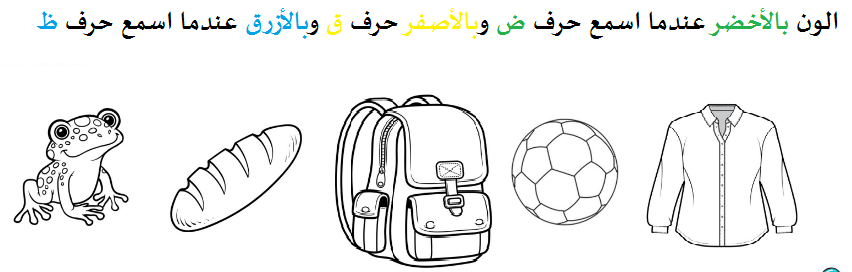 الون بالأخضر عندما اسمع حرف ض وبالأصفر حرف ق وبالأزرق عندما اسمع حرف ظ